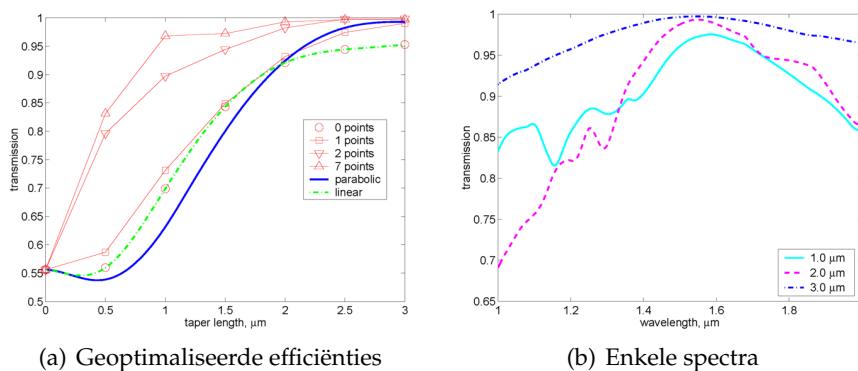 1
0.95
0.9
0.85
0.8
0.75
0.7
0.65
0.6
0.55
0.5
transmission
0 points
1 points
2 points
7 points
parabolic
linear
0 0.5 1 1.5 2 2.5 3
taper length, μm
(a) Geoptimaliseerde efficiënties
1
0.95
0.9
0.85
0.8
0.75
0.7
0.65
transmission
1.0 μm
2.0 μm
3.0 μm
1 1.2 1.4 1.6 1.8
wavelength, μm
(b) Enkele spectra